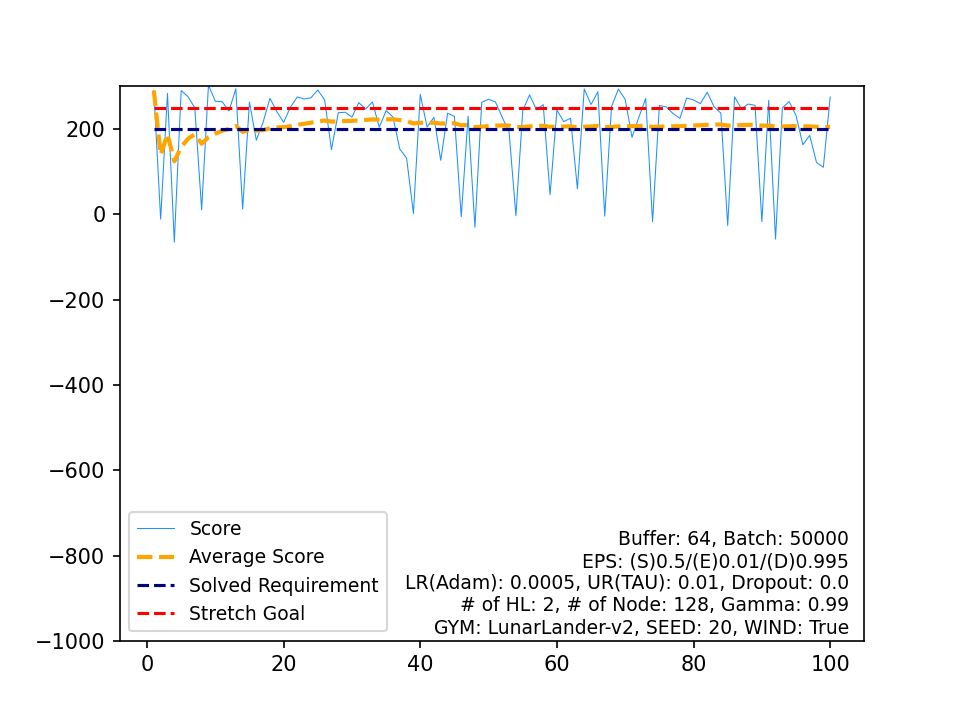 200
0
−200
−400
−600
−800
−1000
0
20
40
60
80
100
Score
Average Score
Solved Requirement
Stretch Goal
Buffer: 64, Batch: 50000
EPS: (S)0.5/(E)0.01/(D)0.995
LR(Adam): 0.0005, UR(TAU): 0.01, Dropout: 0.0
# of HL: 2, # of Node: 128, Gamma: 0.99
GYM: LunarLander-v2, SEED: 20, WIND: True